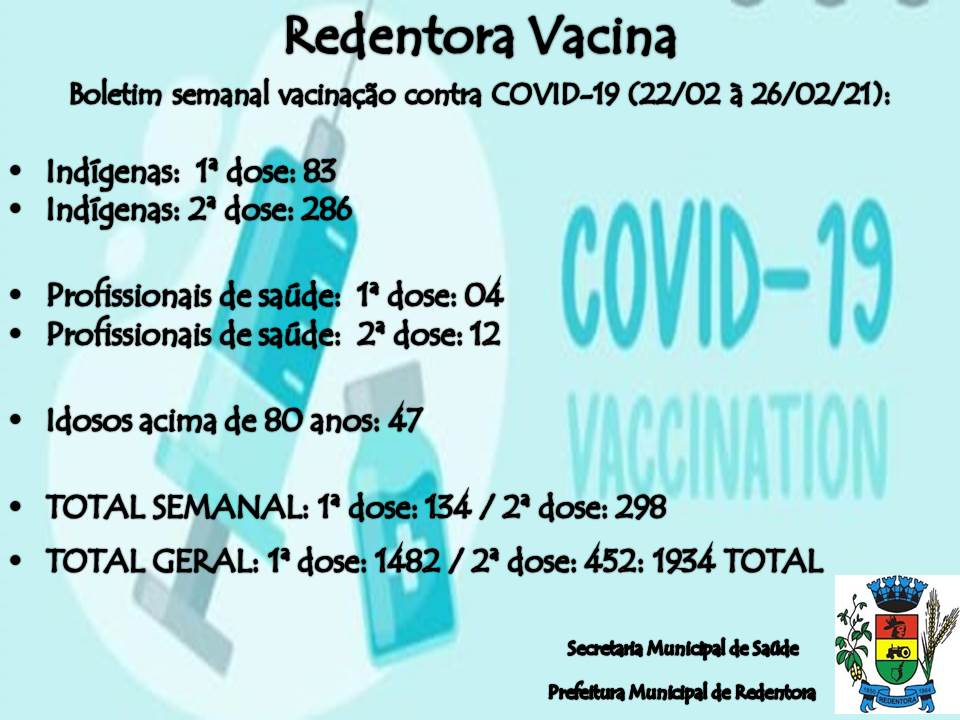 Redentora Vacina
Boletim semanal vacinação contra COVID-19 (22/02 à 26/02/21):
• Indígenas: 1ª dose: 83
• Indígenas: 2ª dose: 286
• Profissionais de saúde: 1ª dose: 04
• Profissionais de saúde: 2ª dose: 12
• Idosos acima de 80 anos: 47
• TOTAL SEMANAL: 1ª dose: 134 / 2ª dose: 298
• TOTAL GERAL: 1ª dose: 1482 / 2ª dose: 452: 1934 TOTAL
COVID-19
VACCINATION
Secretaria Municipal de Saúde
Prefeitura Municipal de Redentora
REDENTORA